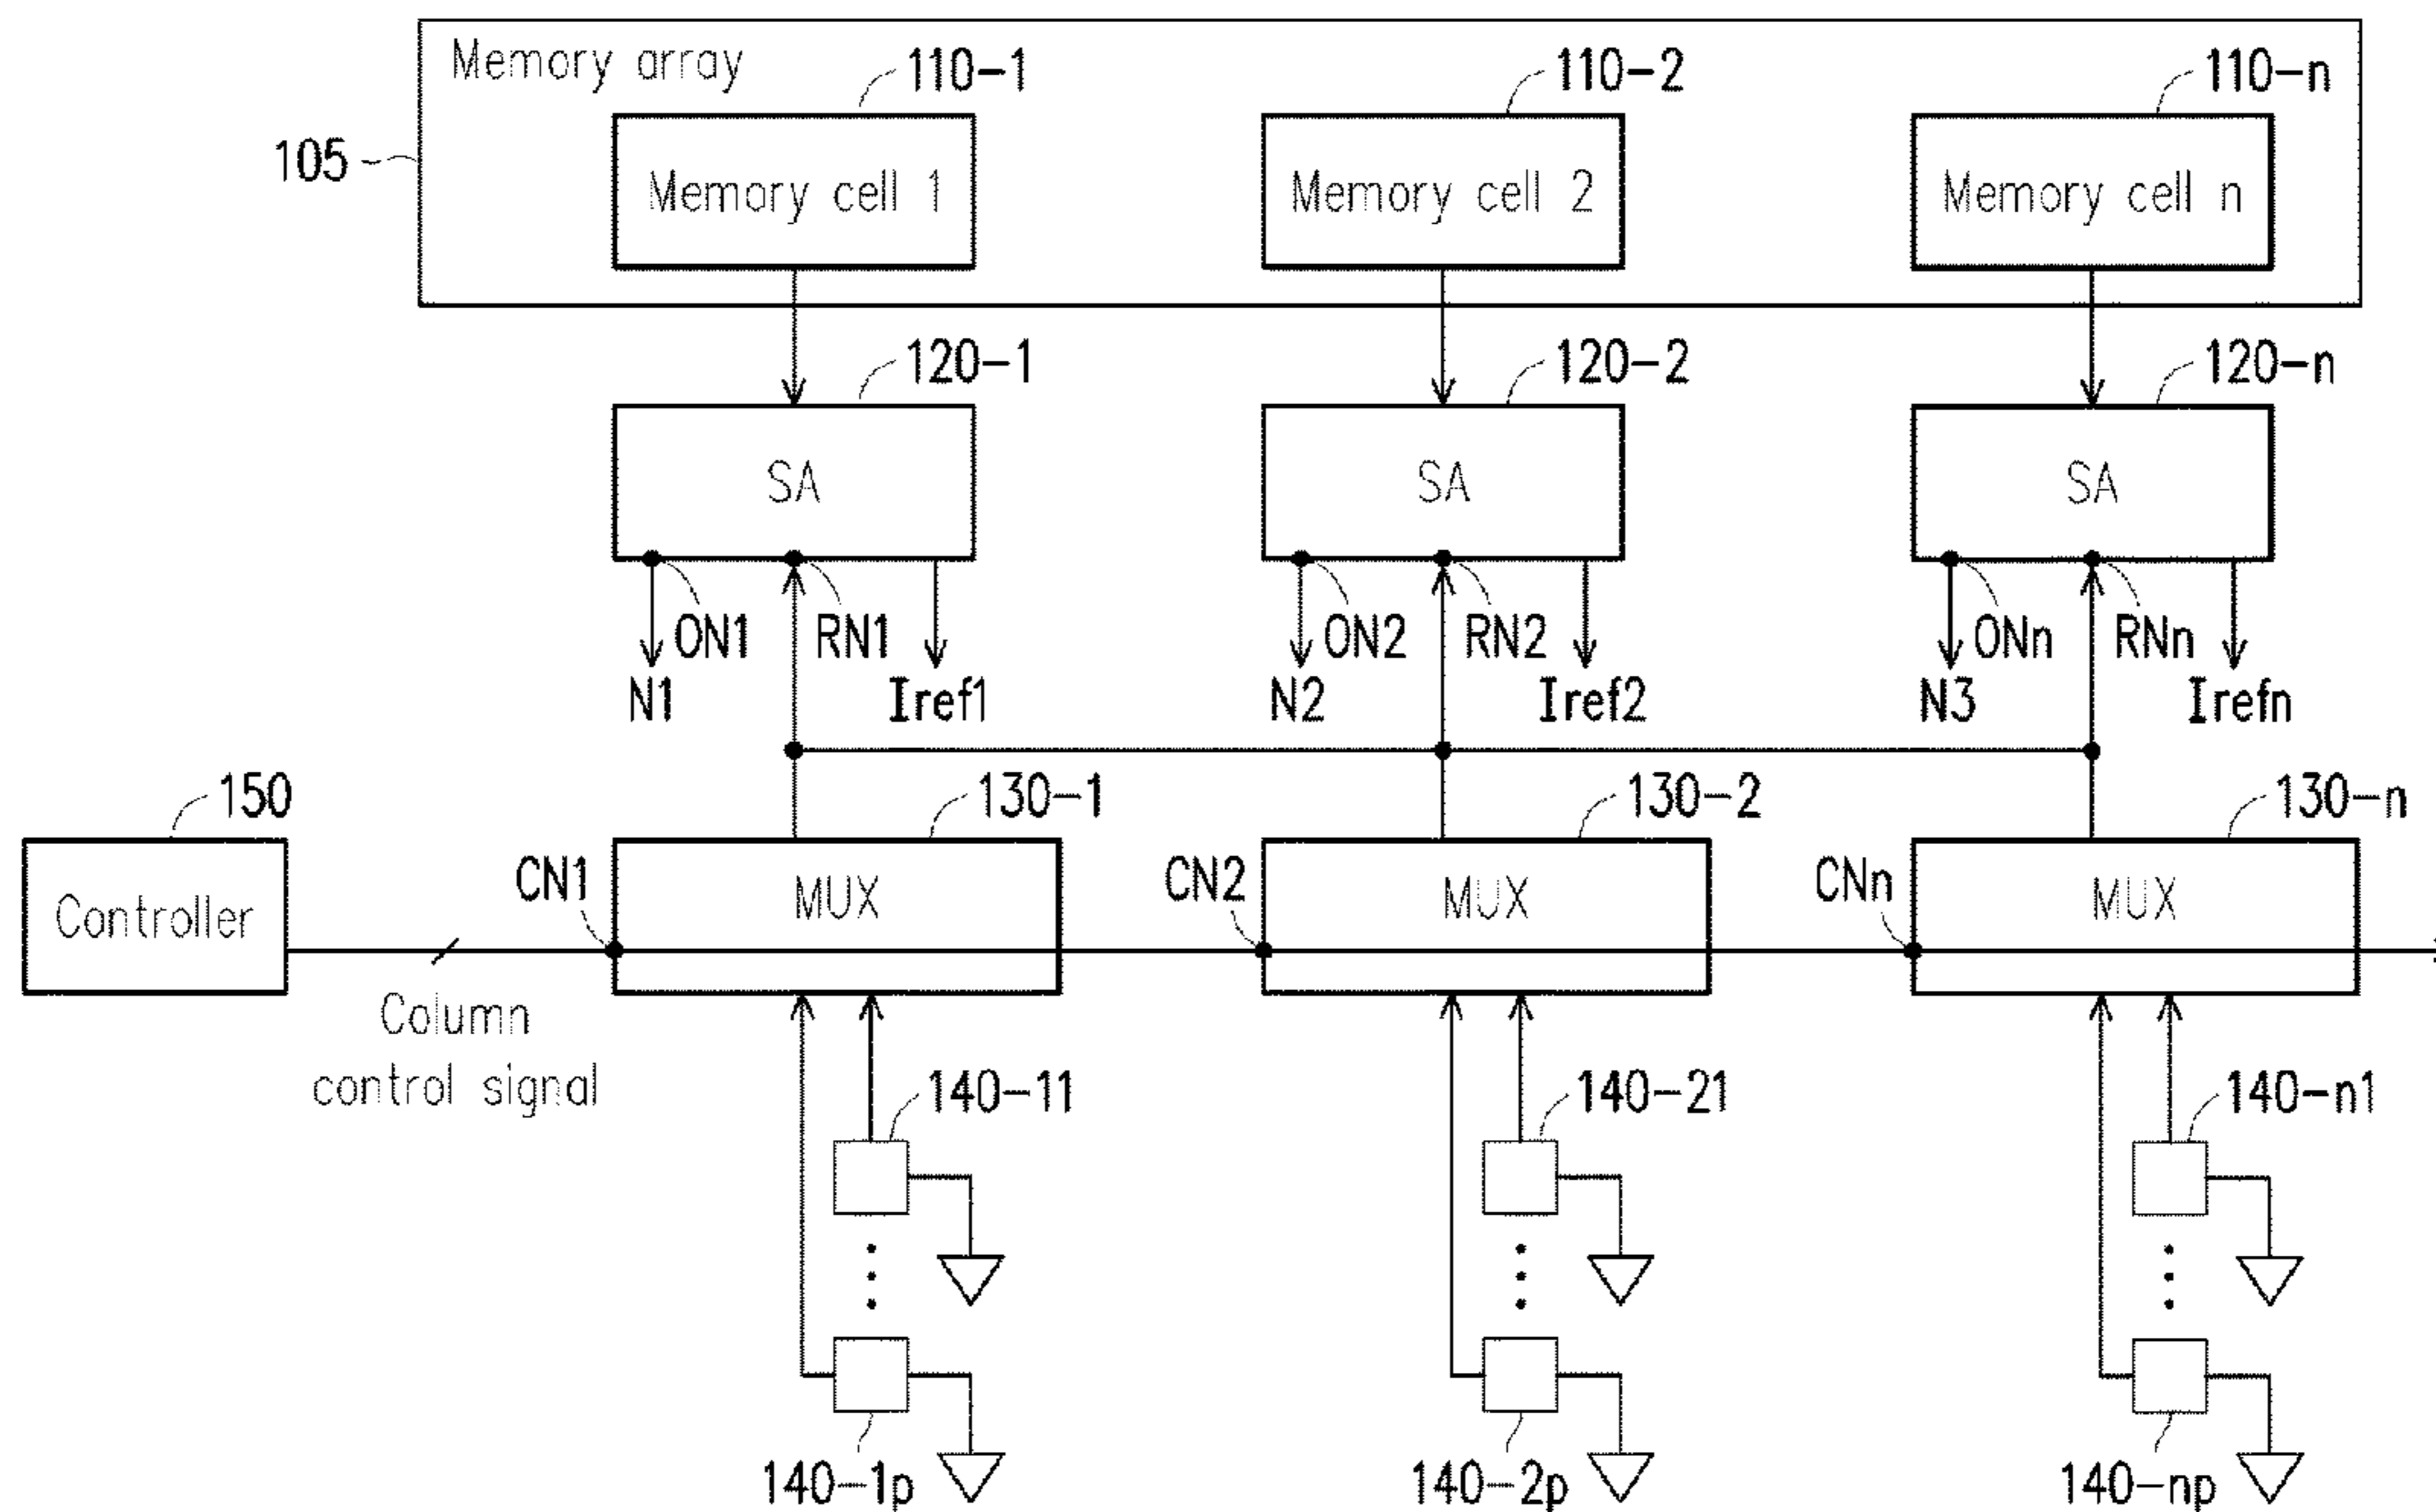 Memory array
110-1
110-2
110-n
105
Memory cell 1
Memory cell 2
Memory cell n
120-1
120-2
120-n
SA
SA
SA
ON1
RN1
ON2
RN2
ONn
RNn
N1
Iref1
N2
Iref2
N3
Irefn
150
130-1
130-2
130-n
Controller
CN1
MUX
CN2
MUX
CNn
MUX
Column
control signal
140-11
140-21
140-n1
140-1p
140-2p
140-np